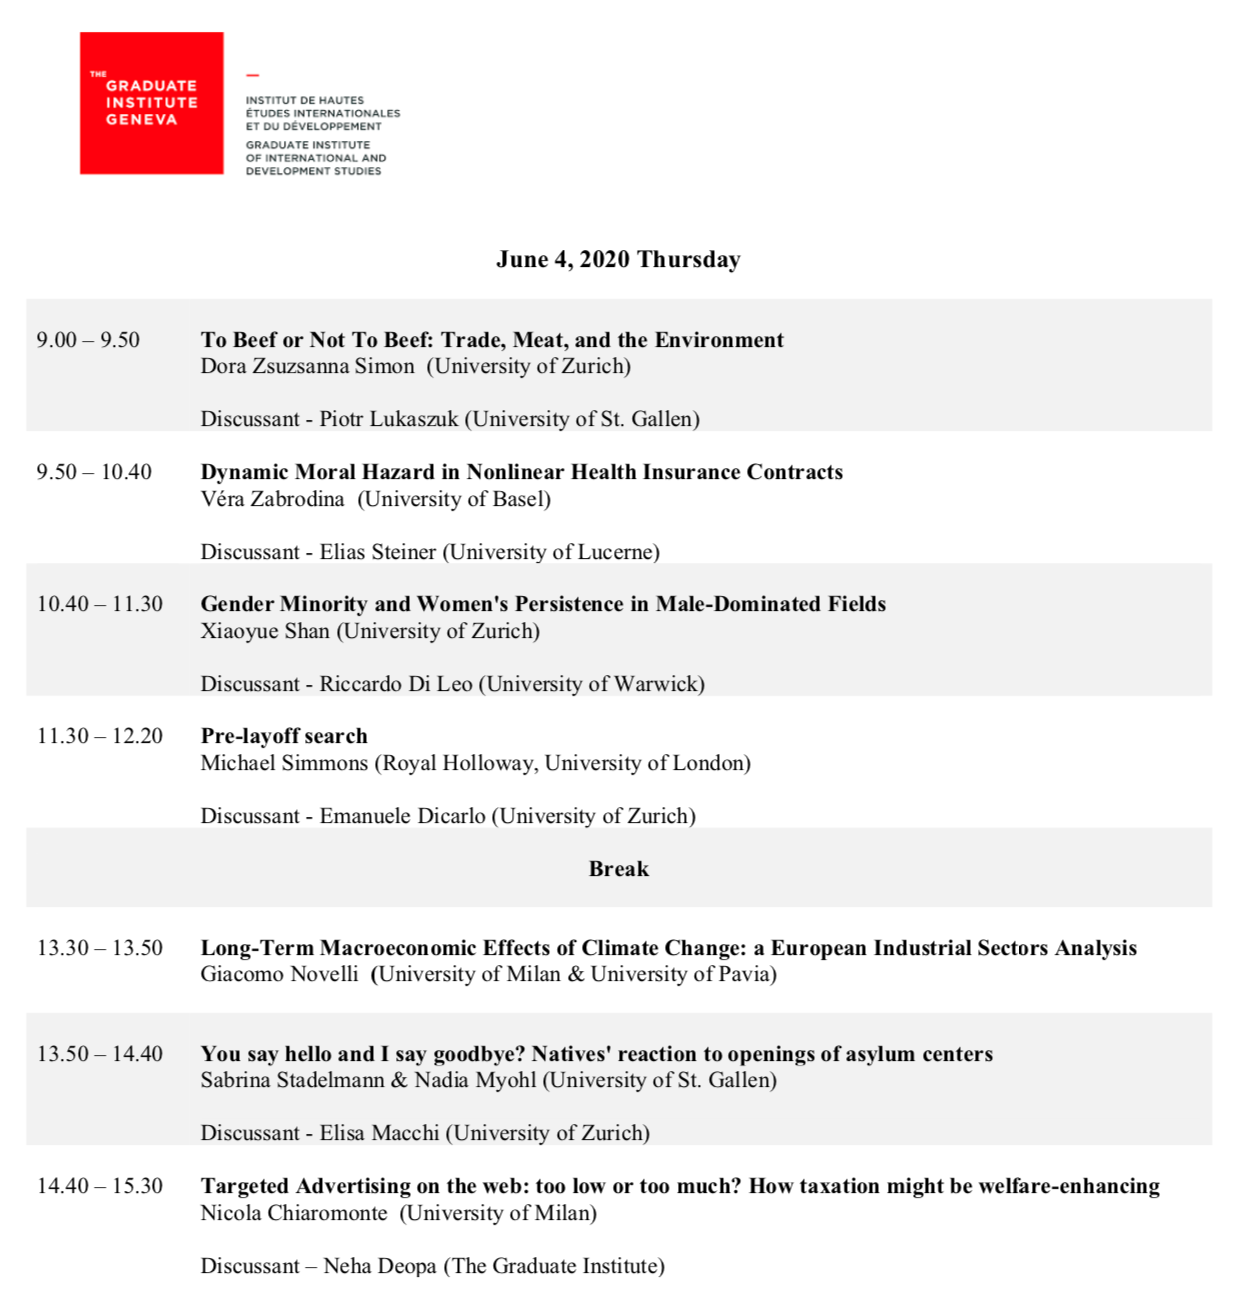 THE
GRADUATE
INSTITUTE
GENEVA
INSTITUT DE HAUTES
ÉTUDES INTERNATIONALES
ET DU DÉVELOPPEMENT
GRADUATE INSTITUTE
OF INTERNATIONAL AND
DEVELOPMENT STUDIES
June 4, 2020 Thursday
9.00 – 9.50 To Beef or Not To Beef: Trade, Meat, and the Environment
Dora Zsuzsanna Simon (University of Zurich)
Discussant - Piotr Lukaszuk (University of St. Gallen)
9.50 – 10.40 Dynamic Moral Hazard in Nonlinear Health Insurance Contracts
Véra Zabrodina (University of Basel)
Discussant - Elias Steiner (University of Lucerne)
10.40 – 11.30 Gender Minority and Women's Persistence in Male-Dominated Fields
Xiaoyue Shan (University of Zurich)
Discussant - Riccardo Di Leo (University of Warwick)
11.30 – 12.20 Pre-layoff search
Michael Simmons (Royal Holloway, University of London)
Discussant - Emanuele Dicarlo (University of Zurich)
Break
13.30 – 13.50 Long-Term Macroeconomic Effects of Climate Change: a European Industrial Sectors Analysis
Giacomo Novelli (University of Milan & University of Pavia)
13.50 – 14.40 You say hello and I say goodbye? Natives' reaction to openings of asylum centers
Sabrina Stadelmann & Nadia Myohl (University of St. Gallen)
Discussant - Elisa Macchi (University of Zurich)
14.40 – 15.30 Targeted Advertising on the web: too low or too much? How taxation might be welfare-enhancing
Nicola Chiaromonte (University of Milan)
Discussant – Neha Deopa (The Graduate Institute)